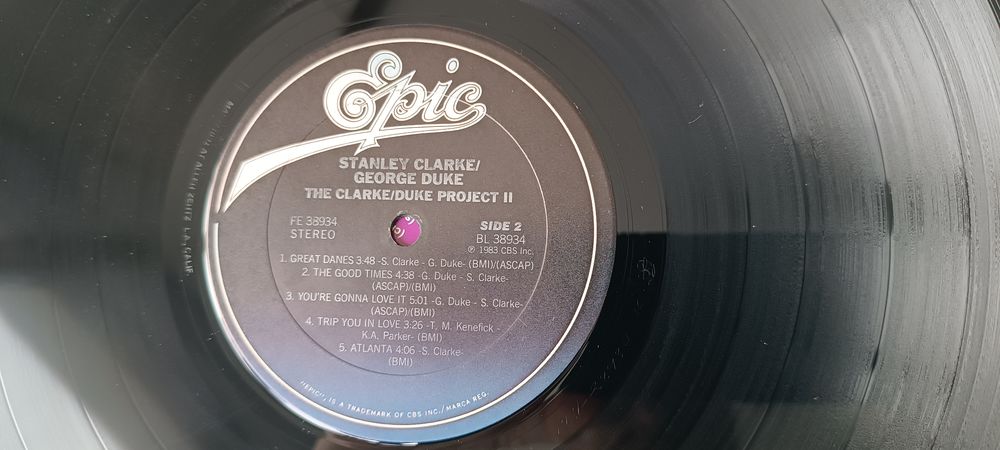 Epic
STANLEY CLARKE/
GEORGE DUKE
THE CLARKE/DUKE PROJECT II
FE 38934
STEREO
SIDE 2
BL 38934
℗ 1983 CBS Inc.
1. GREAT DANES 3:48 -S. Clarke - G. Duke- (BMI)/(ASCAP)
2. THE GOOD TIMES 4:38 -G. Duke - S. Clarke-
(ASCAP)/(BMI)
3. YOU'RE GONNA LOVE IT 5:01 -G. Duke - S. Clarke-
(ASCAP)/(BMI)
4. TRIP YOU IN LOVE 3:26 -T. M. Kenefick -
K.A. Parker- (BMI)
5. ATLANTA 4:06 -S. Clarke-
(BMI)
"EPIC", IS A TRADEMARK OF CBS INC./MARCA REG.